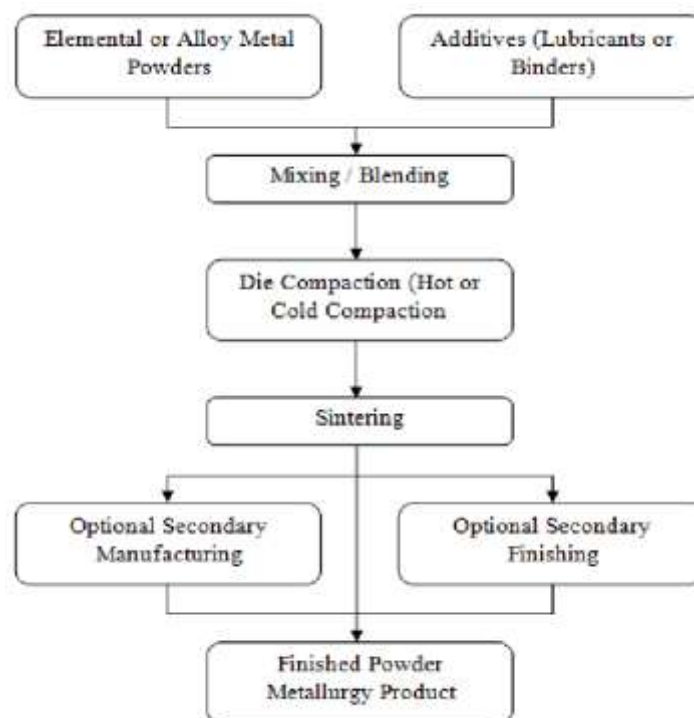 Elemental or Alloy Metal
Powders
Additives (Lubricants or
Binders)
Mixing / Blending
Die Compaction (Hot or
Cold Compaction
Sintering
Optional Secondary
Manufacturing
Optional Secondary
Finishing
Finished Powder
Metallurgy Product